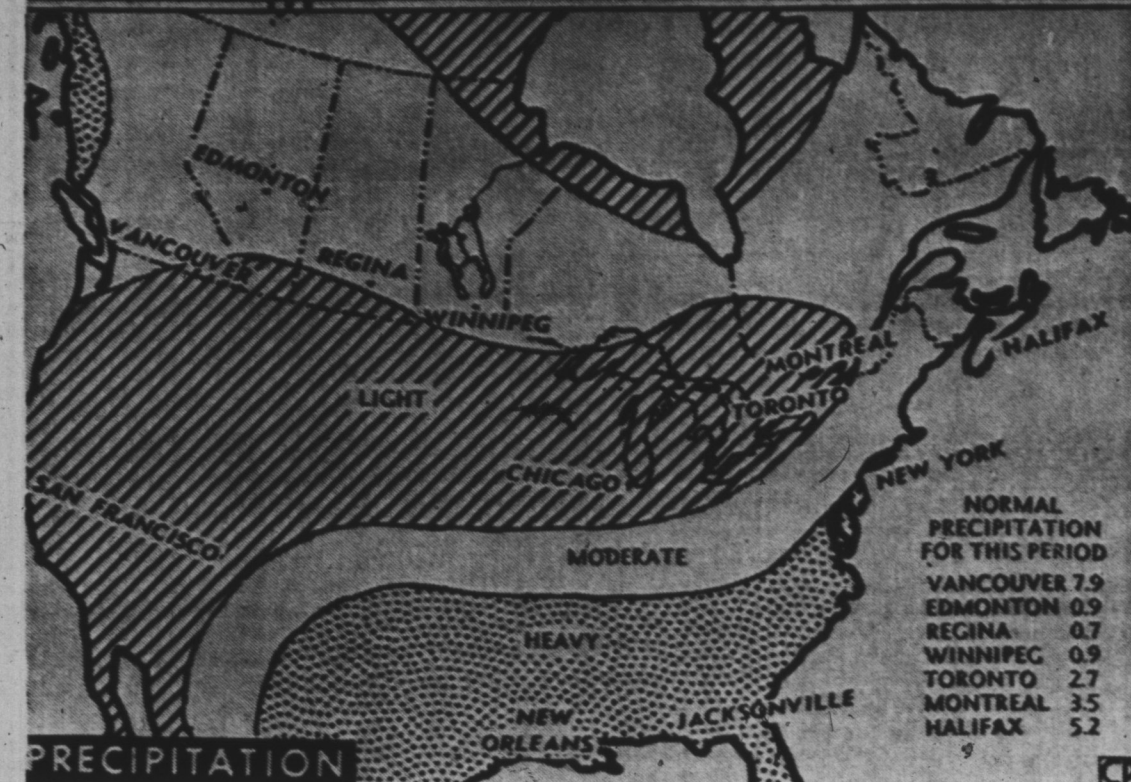 EDMONTON
VANCOUVER
REGINA
WINNIPEG
MONTREAL
HALIFAX
LIGHT
TORONTO
CHICAGO
NEW YORK
SAN FRANCISCO
MODERATE
NORMAL
PRECIPITATION
FOR THIS PERIOD
VANCOUVER 7.9
EDMONTON 0.9
REGINA 0.7
WINNIPEG 0.9
TORONTO 2.7
MONTREAL 3.5
HALIFAX 5.2
HEAVY
JACKSONVILLE
NEW
ORLEANS
PRECIPITATION